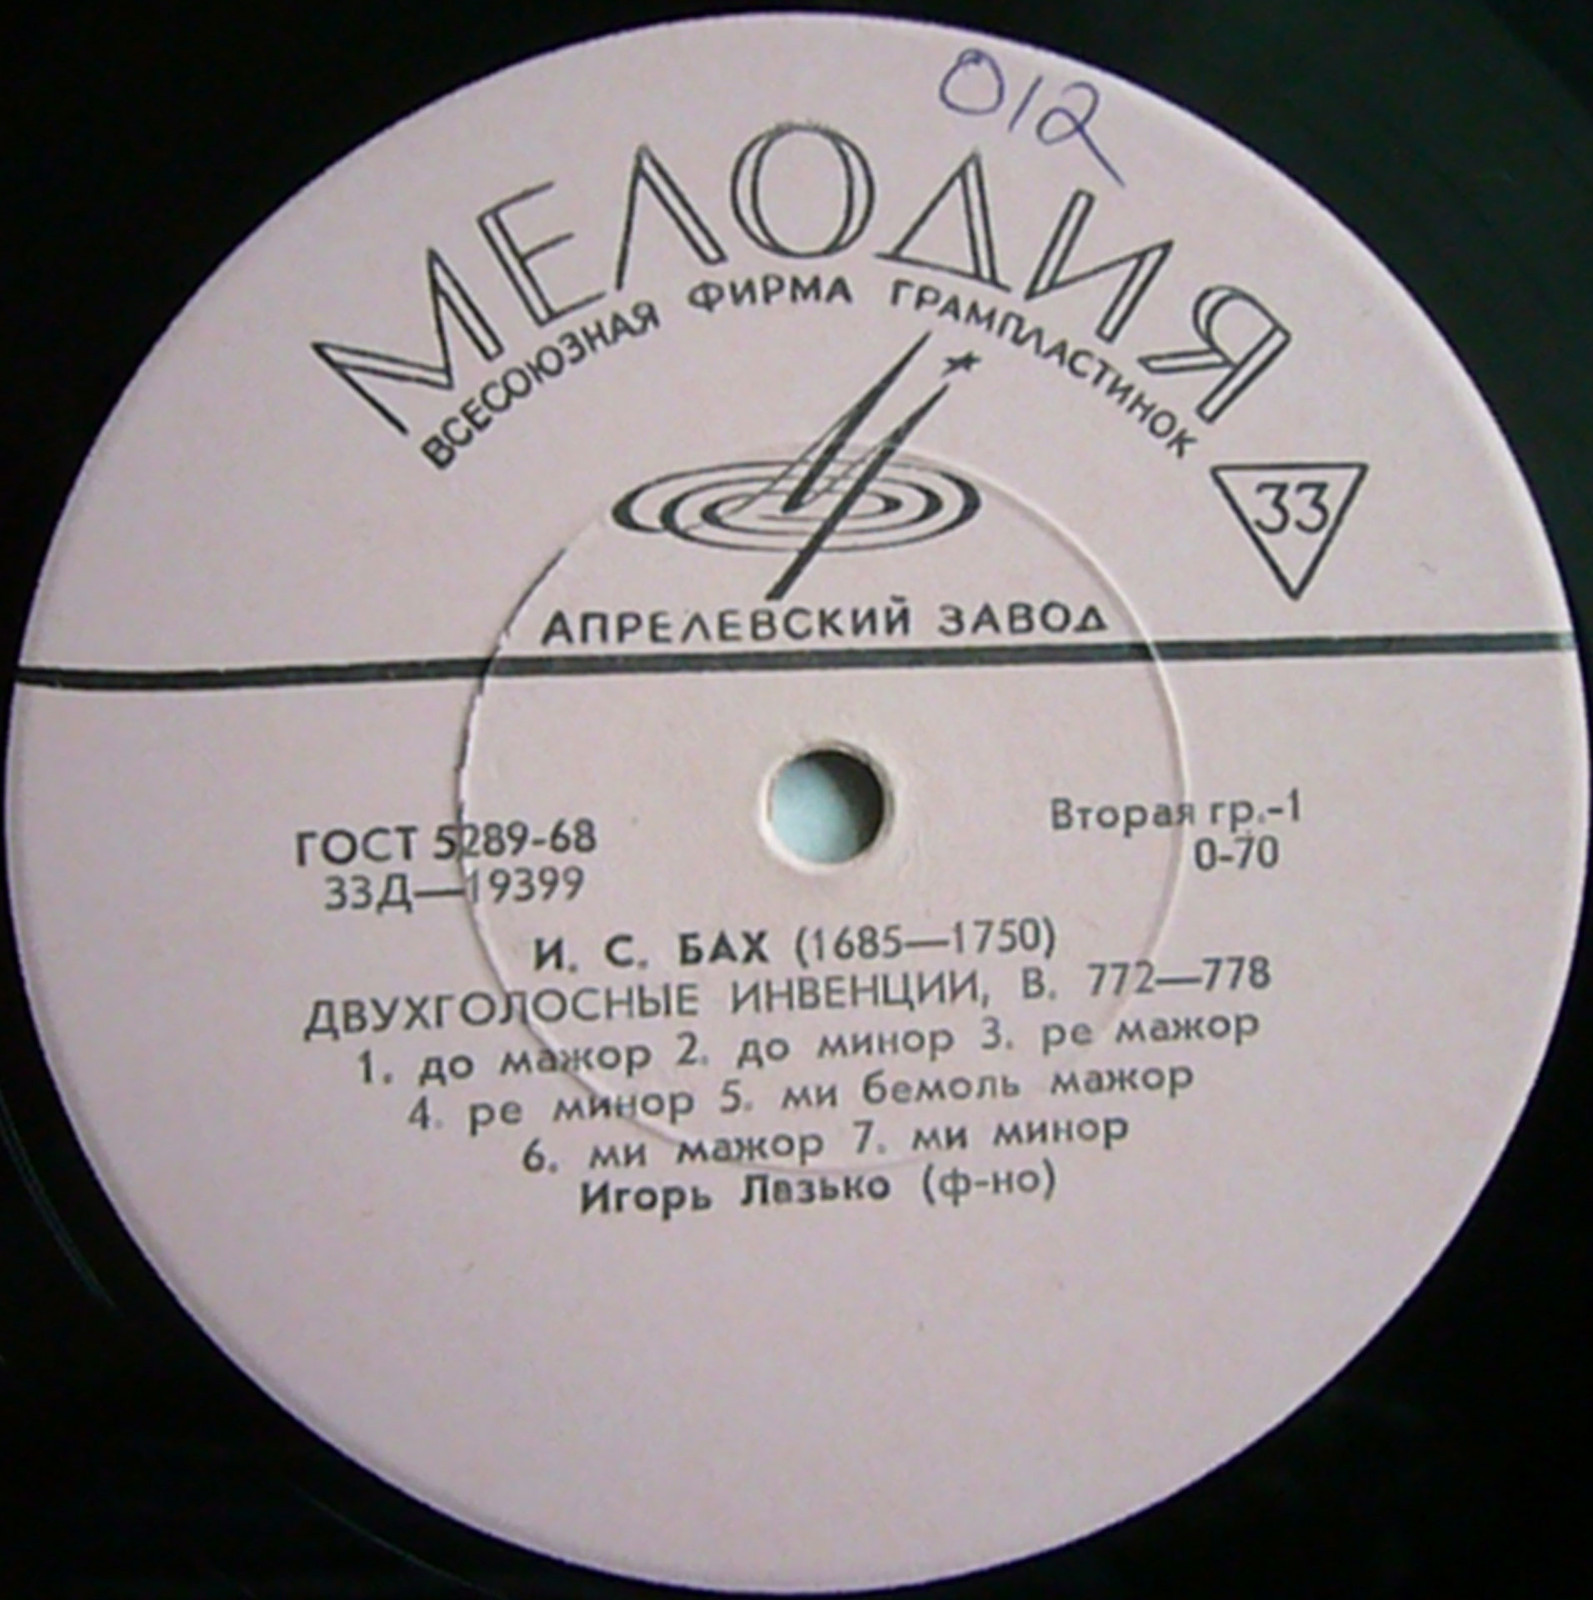 012
МЕЛОДИЯ
ВСЕСОЮЗНАЯ ФИРМА ГРАМПЛАСТИНОК
33
АПРЕЛЕВСКИЙ ЗАВОД
ГОСТ 5289-68
33Д—19399
Вторая гр.-1
0-70
И. С. БАХ (1685—1750)
ДВУХГОЛОСНЫЕ ИНВЕНЦИИ, В. 772—778
1. до мажор 2. до минор 3. ре мажор
4. ре минор 5. ми бемоль мажор
6. ми мажор 7. ми минор
Игорь Лазько (ф-но)